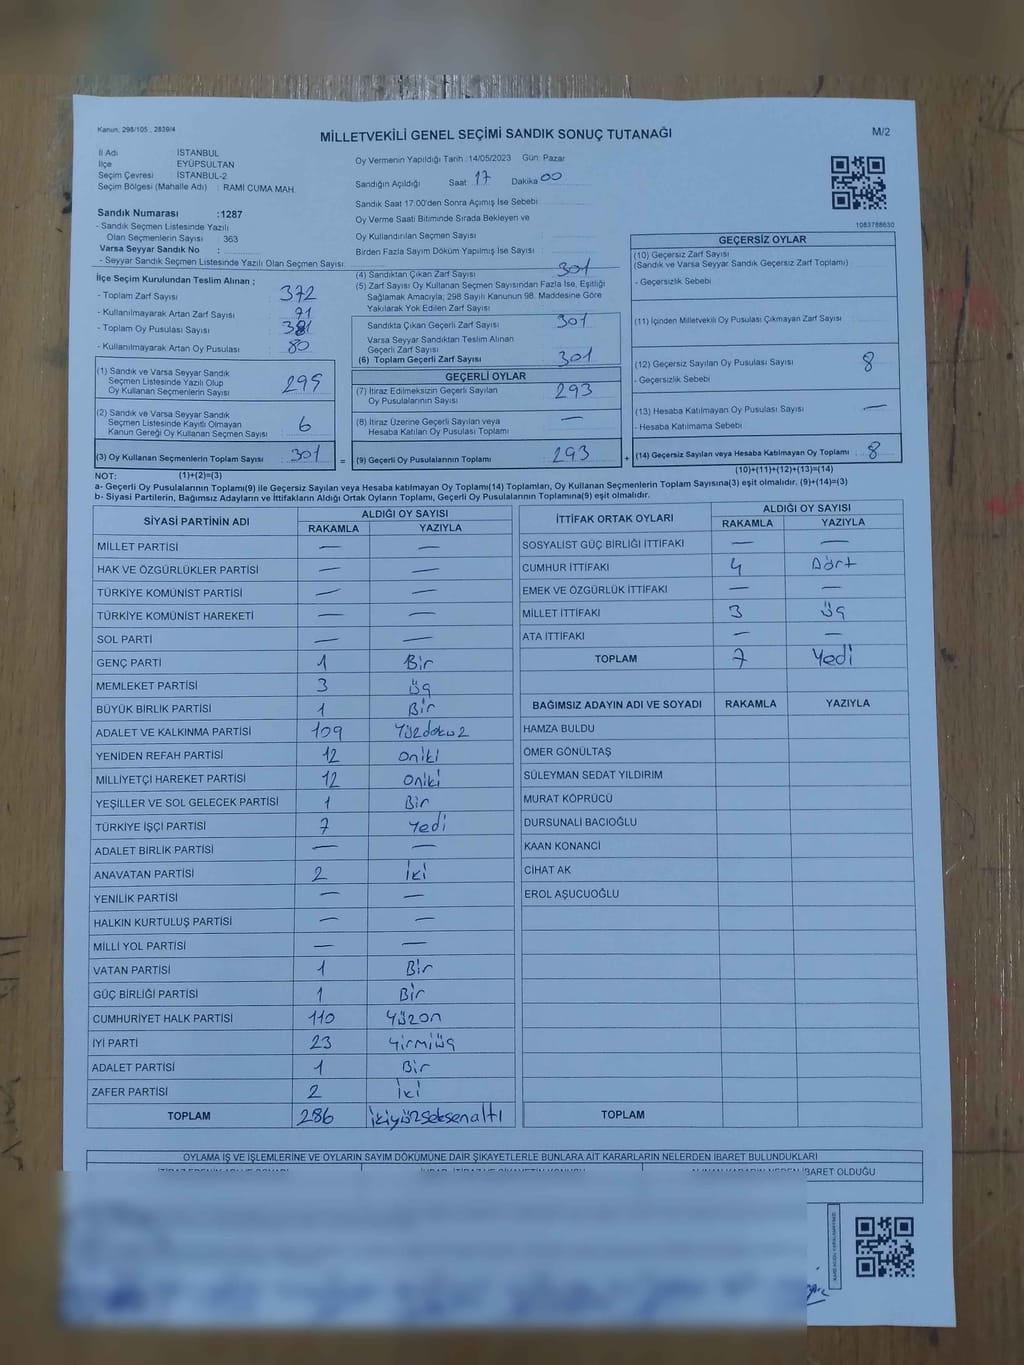 Kanun, 298/105 , 2839/4
MİLLETVEKİLİ GENEL SEÇİMİ SANDIK SONUÇ TUTANAĞI
M/2
İl Adı : İSTANBUL
İlçe : EYÜPSULTAN
Seçim Çevresi : İSTANBUL-2
Seçim Bölgesi (Mahalle Adı) : RAMİ CUMA MAH.
Sandık Numarası :1287
- Sandık Seçmen Listesinde Yazılı
Olan Seçmenlerin Sayısı : 363
Varsa Seyyar Sandık No :
- Seyyar Sandık Seçmen Listesinde Yazılı Olan Seçmen Sayısı:
Oy Vermenin Yapıldığı Tarih :14/05/2023 Gün: Pazar
Sandığın Açıldığı Saat 17 Dakika 00
Sandık Saat 17:00'den Sonra Açımış İse Sebebi
Oy Verme Saati Bitiminde Sırada Bekleyen ve
Oy Kullandırılan Seçmen Sayısı
Birden Fazla Sayım Döküm Yapılmış İse Sayısı :
1083788630
İlçe Seçim Kurulundan Teslim Alınan ;
- Toplam Zarf Sayısı 372
- Kullanılmayarak Artan Zarf Sayısı 71
- Toplam Oy Pusulası Sayısı 381
- Kullanılmayarak Artan Oy Pusulası 80
(1) Sandık ve Varsa Seyyar Sandık
Seçmen Listesinde Yazılı Olup
Oy Kullanan Seçmenlerin Sayısı 295
(2) Sandık ve Varsa Seyyar Sandık
Seçmen Listesinde Kayıtlı Olmayan
Kanun Gereği Oy Kullanan Seçmen Sayısı 6
(3) Oy Kullanan Seçmenlerin Toplam Sayısı 301 =
(4) Sandıktan Çıkan Zarf Sayısı 301
(5) Zarf Sayısı Oy Kullanan Seçmen Sayısından Fazla İse, Eşitliği
Sağlamak Amacıyla; 298 Sayılı Kanunun 98. Maddesine Göre
Yakılarak Yok Edilen Zarf Sayısı
Sandıkta Çıkan Geçerli Zarf Sayısı 301
Varsa Seyyar Sandıktan Teslim Alınan
Geçerli Zarf Sayısı
(6) Toplam Geçerli Zarf Sayısı 301
GEÇERLİ OYLAR
(7) İtiraz Edilmeksizin Geçerli Sayılan
Oy Pusulalarının Sayısı 293
(8) İtiraz Üzerine Geçerli Sayılan veya
Hesaba Katılan Oy Pusulası Toplamı —
(9) Geçerli Oy Pusulalarının Toplamı 293 +
GEÇERSİZ OYLAR
(10) Geçersiz Zarf Sayısı
(Sandık ve Varsa Seyyar Sandık Geçersiz Zarf Toplamı)
- Geçersizlik Sebebi
(11) İçinden Milletvekili Oy Pusulası Çıkmayan Zarf Sayısı
(12) Geçersiz Sayılan Oy Pusulası Sayısı 8
- Geçersizlik Sebebi
(13) Hesaba Katılmayan Oy Pusulası Sayısı —
- Hesaba Katılmama Sebebi
(14) Geçersiz Sayılan veya Hesaba Katılmayan Oy Toplamı : 8
NOT: (1)+(2)=(3)
(10)+(11)+(12)+(13)=(14)
a- Geçerli Oy Pusulalarının Toplamı(9) ile Geçersiz Sayılan veya Hesaba katılmayan Oy Toplamı(14) Toplamları, Oy Kullanan Seçmenlerin Toplam Sayısına(3) eşit olmalıdır. (9)+(14)=(3)
b- Siyasi Partilerin, Bağımsız Adayların ve İttifakların Aldığı Ortak Oyların Toplamı, Geçerli Oy Pusulalarının Toplamına(9) eşit olmalıdır.
SİYASİ PARTİNİN ADI ALDIĞI OY SAYISI
RAKAMLA YAZIYLA
MİLLET PARTİSİ — —
HAK VE ÖZGÜRLÜKLER PARTİSİ — —
TÜRKİYE KOMÜNİST PARTİSİ — —
TÜRKİYE KOMÜNİST HAREKETİ — —
SOL PARTİ — —
GENÇ PARTİ 1 Bir
MEMLEKET PARTİSİ 3 üç
BÜYÜK BİRLİK PARTİSİ 1 Bir
ADALET VE KALKINMA PARTİSİ 109 Yüzdokuz
YENİDEN REFAH PARTİSİ 12 oniki
MİLLİYETÇİ HAREKET PARTİSİ 12 oniki
YEŞİLLER VE SOL GELECEK PARTİSİ 1 Bir
TÜRKİYE İŞÇİ PARTİSİ 7 Yedi
ADALET BİRLİK PARTİSİ — —
ANAVATAN PARTİSİ 2 İki
YENİLİK PARTİSİ — —
HALKIN KURTULUŞ PARTİSİ — —
MİLLİ YOL PARTİSİ — —
VATAN PARTİSİ 1 Bir
GÜÇ BİRLİĞİ PARTİSİ 1 Bir
CUMHURİYET HALK PARTİSİ 110 Yüzon
İYİ PARTİ 23 Yirmiüç
ADALET PARTİSİ 1 Bir
ZAFER PARTİSİ 2 İki
TOPLAM 286 İkiyüzseksenaltı
İTTİFAK ORTAK OYLARI ALDIĞI OY SAYISI
RAKAMLA YAZIYLA
SOSYALİST GÜÇ BİRLİĞİ İTTİFAKI — —
CUMHUR İTTİFAKI 4 Dört
EMEK VE ÖZGÜRLÜK İTTİFAKI — —
MİLLET İTTİFAKI 3 üç
ATA İTTİFAKI — —
TOPLAM 7 Yedi
BAĞIMSIZ ADAYIN ADI VE SOYADI RAKAMLA YAZIYLA
HAMZA BULDU
ÖMER GÖNÜLTAŞ
SÜLEYMAN SEDAT YILDIRIM
MURAT KÖPRÜCÜ
DURSUNALİ BACIOĞLU
KAAN KONANCİ
CİHAT AK
EROL AŞUCUOĞLU
TOPLAM
OYLAMA İŞ VE İŞLEMLERİNE VE OYLARIN SAYIM DÖKÜMÜNE DAİR ŞİKAYETLERLE BUNLARA AİT KARARLARIN NELERDEN İBARET BULUNDUKLARI
İBARET OLDUĞU